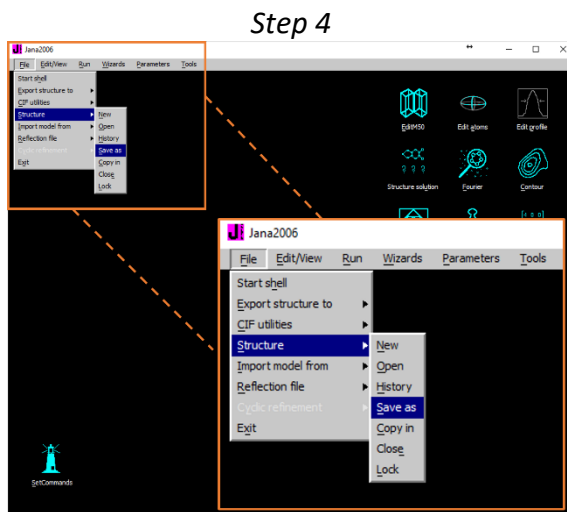 Step 4
Jana2006
File Edit/View Run Wizards Parameters Tools
Start shell
Export structure to
CIF utilities
Structure
Import model from
Reflection file
Cyclic refinement
Exit
New
Open
History
Save as
Copy in
Close
Lock
EditM50
Edit atoms
Edit profile
? ? ?
Structure solution
Fourier
Contour
Jana2006
File Edit/View Run Wizards Parameters Tools
Start shell
Export structure to
CIF utilities
Structure
Import model from
Reflection file
Cyclic refinement
Exit
New
Open
History
Save as
Copy in
Close
Lock
SetCommands